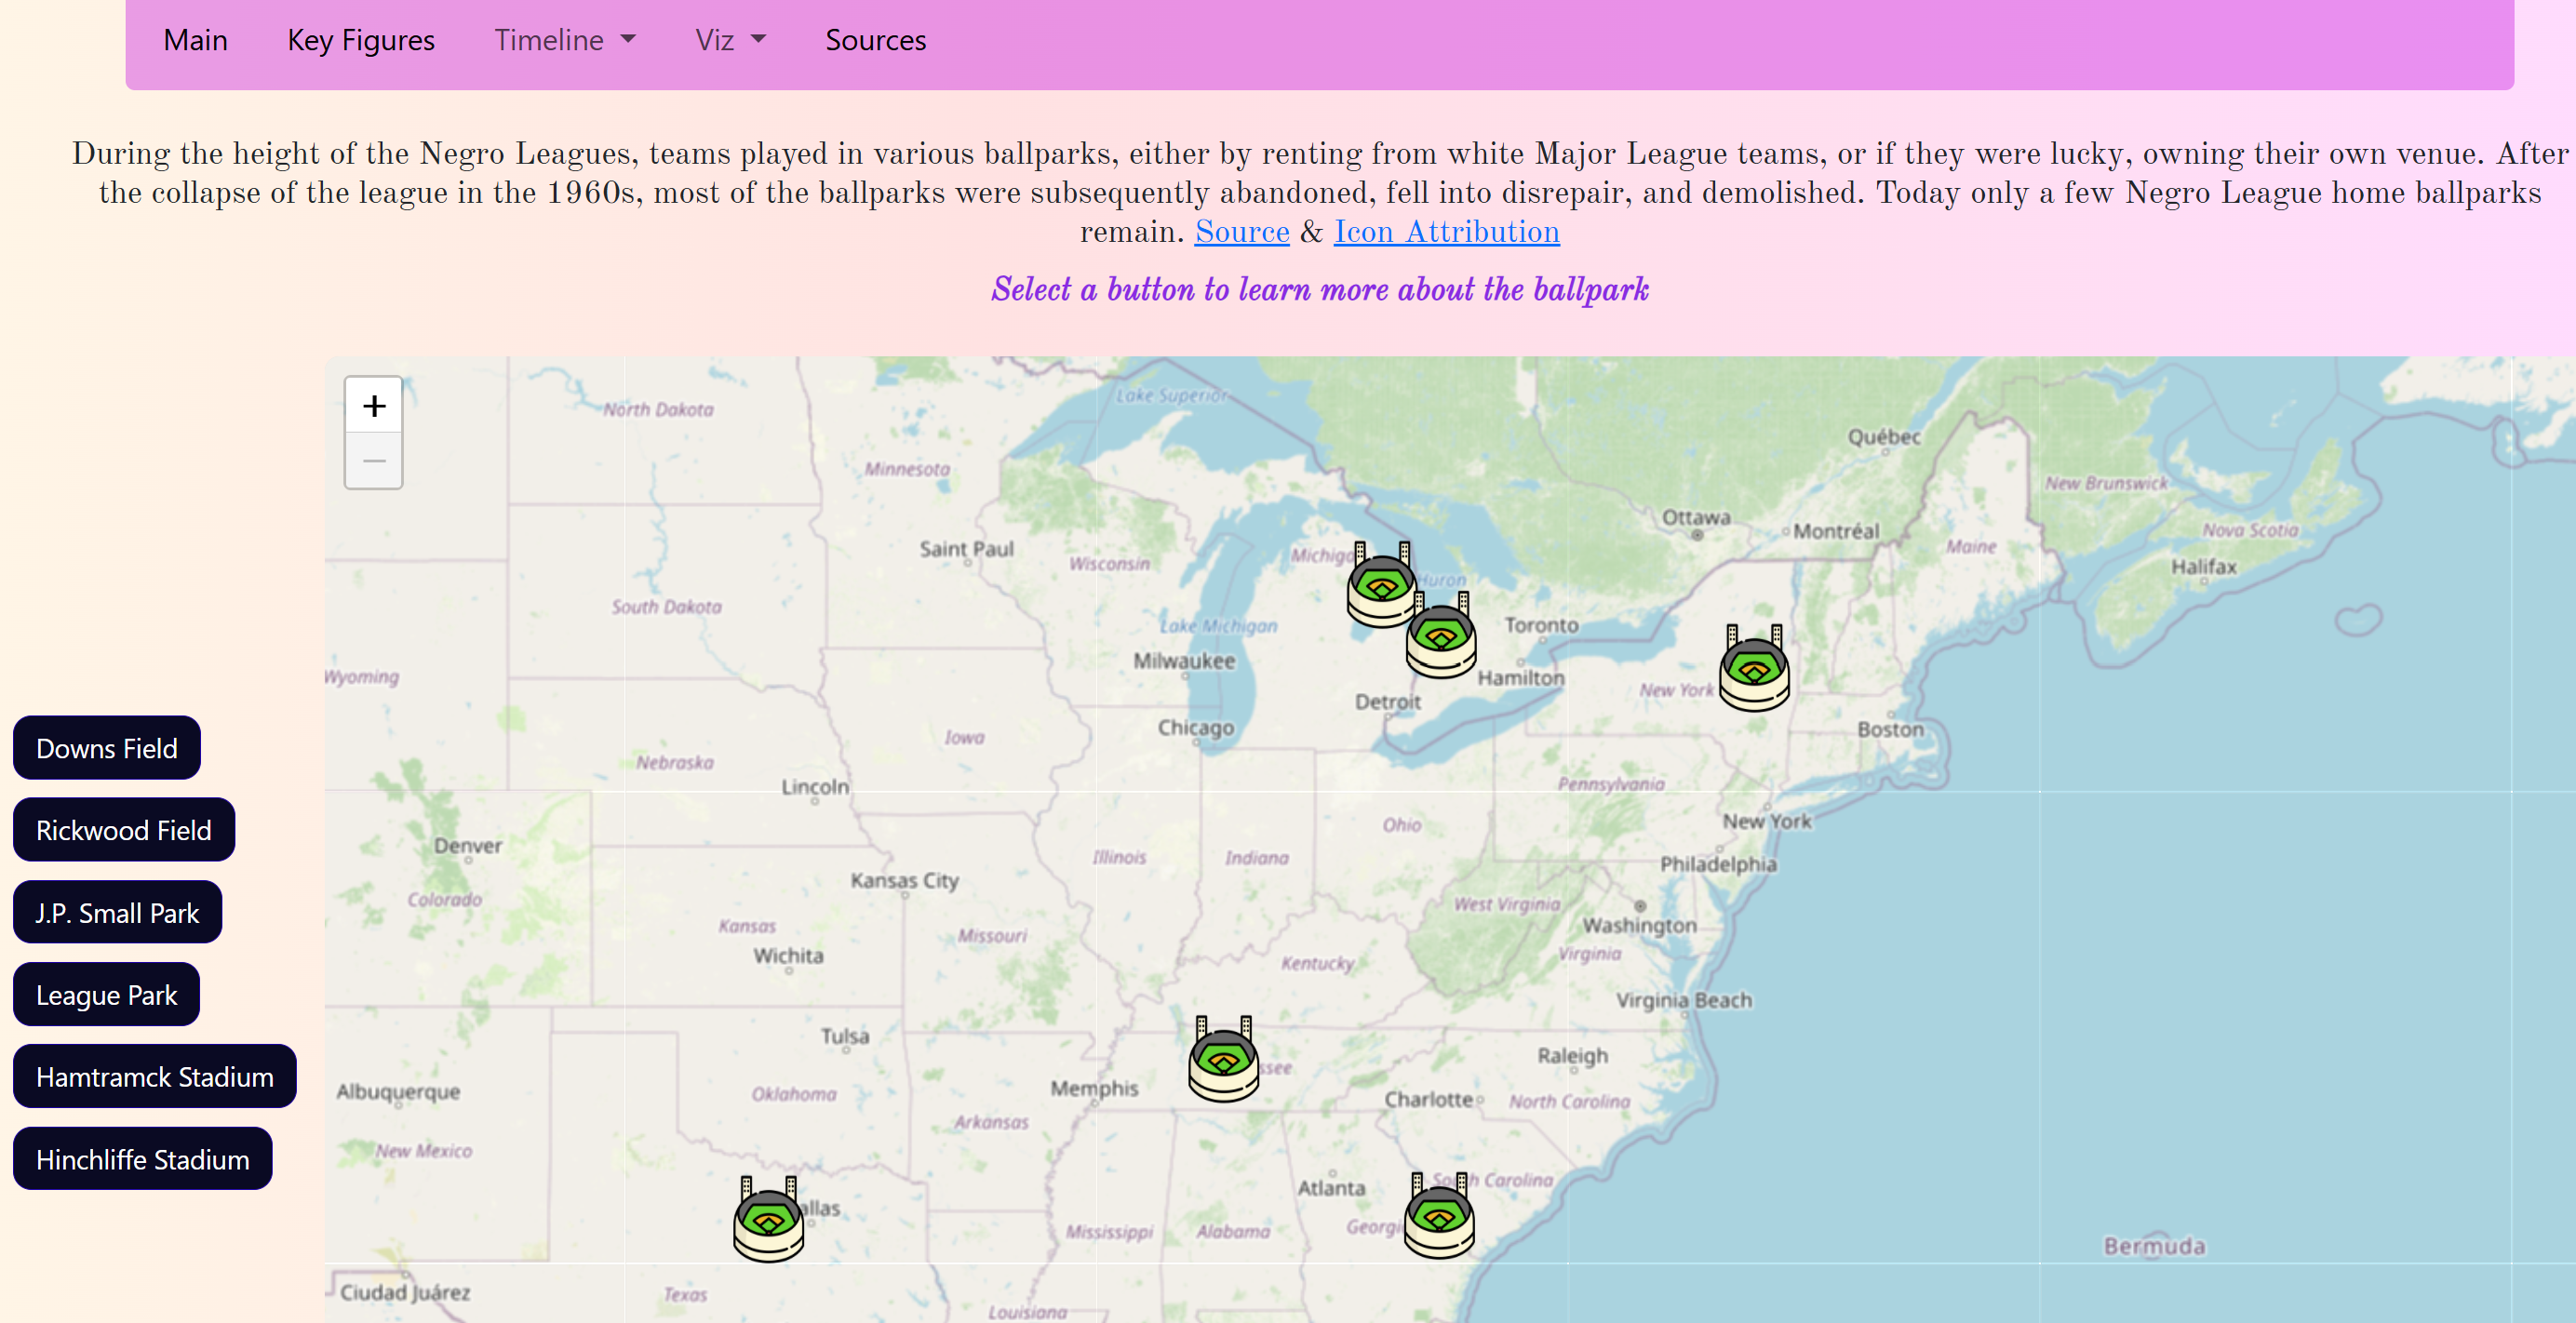 Main Key Figures Timeline Viz Sources
During the height of the Negro Leagues, teams played in various ballparks, either by renting from white Major League teams, or if they were lucky, owning their own venue. After
the collapse of the league in the 1960s, most of the ballparks were subsequently abandoned, fell into disrepair, and demolished. Today only a few Negro League home ballparks
remain. Source & Icon Attribution
Select a button to learn more about the ballpark
+
−
Downs Field
Rickwood Field
J.P. Small Park
League Park
Hamtramck Stadium
Hinchliffe Stadium
Lake Superior
North Dakota
Québec
Minnesota
New Brunswick
Ottawa
Montréal
Nova Scotia
Saint Paul
Wisconsin
Michiga
Maine
Halifax
Huron
South Dakota
Lake Michigan
Toronto
Wyoming
Milwaukee
Hamilton
New York
Detroit
Chicago
Boston
Iowa
Nebraska
Lincoln
Pennsylvania
New York
Ohio
Denver
Illinois
Indiana
Philadelphia
Kansas City
Colorado
West Virginia
Washington
Kansas
Missouri
Wichita
Virginia
Kentucky
Virginia Beach
Tulsa
Raleigh
ssee
Albuquerque
Oklahoma
Memphis
Charlotte
North Carolina
Arkansas
New Mexico
Atlanta
South Carolina
allas
Mississippi
Alabama
Georgi
Bermuda
Ciudad Juárez
Texas
Louisiana